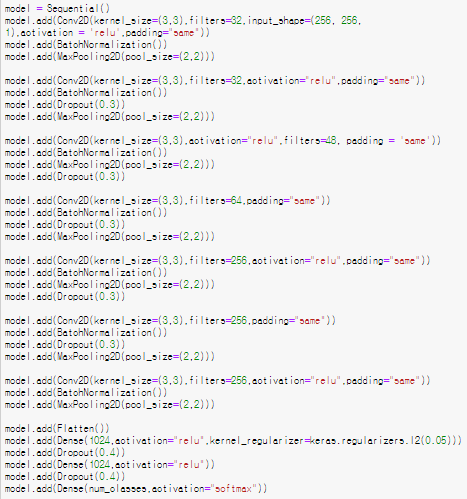 model = Sequential()
model.add(Conv2D(kernel_size=(3,3),filters=32,input_shape=(256, 256,
1),activation = 'relu',padding="same"))
model.add(BatchNormalization())
model.add(MaxPooling2D(pool_size=(2,2)))
model.add(Conv2D(kernel_size=(3,3),filters=32,activation="relu",padding="same"))
model.add(BatchNormalization())
model.add(Dropout(0.3))
model.add(MaxPooling2D(pool_size=(2,2)))
model.add(Conv2D(kernel_size=(3,3),activation="relu",filters=48, padding = 'same'))
model.add(BatchNormalization())
model.add(MaxPooling2D(pool_size=(2,2)))
model.add(Dropout(0.3))
model.add(Conv2D(kernel_size=(3,3),filters=64,padding="same"))
model.add(BatchNormalization())
model.add(Dropout(0.3))
model.add(MaxPooling2D(pool_size=(2,2)))
model.add(Conv2D(kernel_size=(3,3),filters=256,activation="relu",padding="same"))
model.add(BatchNormalization())
model.add(MaxPooling2D(pool_size=(2,2)))
model.add(Dropout(0.3))
model.add(Conv2D(kernel_size=(3,3),filters=256,padding="same"))
model.add(BatchNormalization())
model.add(Dropout(0.3))
model.add(MaxPooling2D(pool_size=(2,2)))
model.add(Conv2D(kernel_size=(3,3),filters=256,activation="relu",padding="same"))
model.add(BatchNormalization())
model.add(MaxPooling2D(pool_size=(2,2)))
model.add(Flatten())
model.add(Dense(1024,activation="relu",kernel_regularizer=keras.regularizers.l2(0.05)))
model.add(Dropout(0.4))
model.add(Dense(1024,activation="relu"))
model.add(Dropout(0.4))
model.add(Dense(num_classes,activation="softmax"))